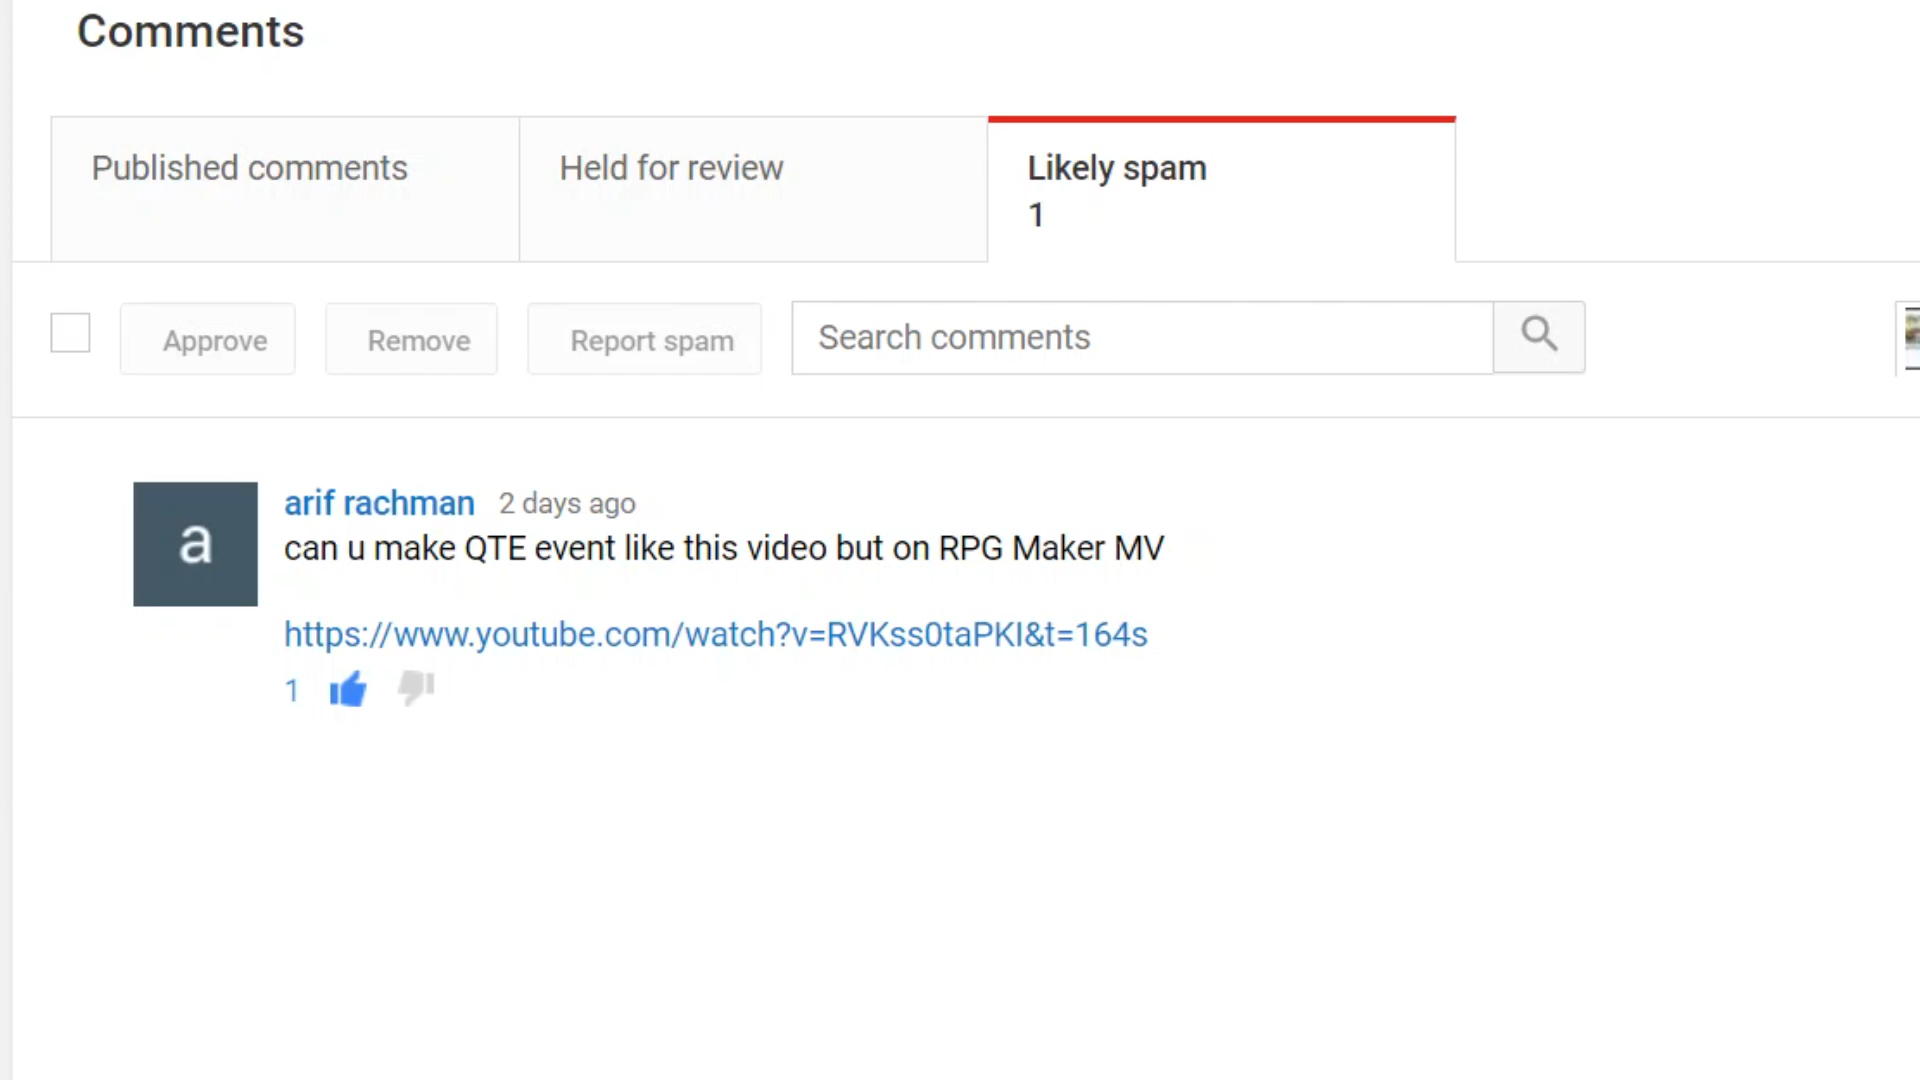 Comments
Published comments
Held for review
Likely spam
1
Approve
Remove
Report spam
Search comments
a
arif rachman 2 days ago
can u make QTE event like this video but on RPG Maker MV
https://www.youtube.com/watch?v=RVKss0taPKI&t=164s
1